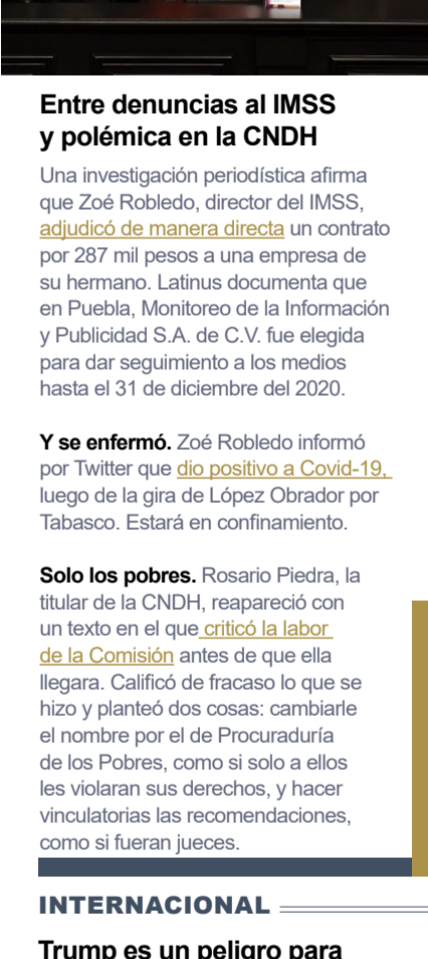 Entre denuncias al IMSS
y polémica en la CNDH
Una investigación periodística afirma
que Zoé Robledo, director del IMSS,
adjudicó de manera directa un contrato
por 287 mil pesos a una empresa de
su hermano. Latinus documenta que
en Puebla, Monitoreo de la Información
y Publicidad S.A. de C.V. fue elegida
para dar seguimiento a los medios
hasta el 31 de diciembre del 2020.
Y se enfermó. Zoé Robledo informó
por Twitter que dio positivo a Covid-19,
luego de la gira de López Obrador por
Tabasco. Estará en confinamiento.
Solo los pobres. Rosario Piedra, la
titular de la CNDH, reapareció con
un texto en el que criticó la labor
de la Comisión antes de que ella
llegara. Calificó de fracaso lo que se
hizo y planteó dos cosas: cambiarle
el nombre por el de Procuraduría
de los Pobres, como si solo a ellos
les violaran sus derechos, y hacer
vinculatorias las recomendaciones,
como si fueran jueces.
INTERNACIONAL
Trump es un peligro para